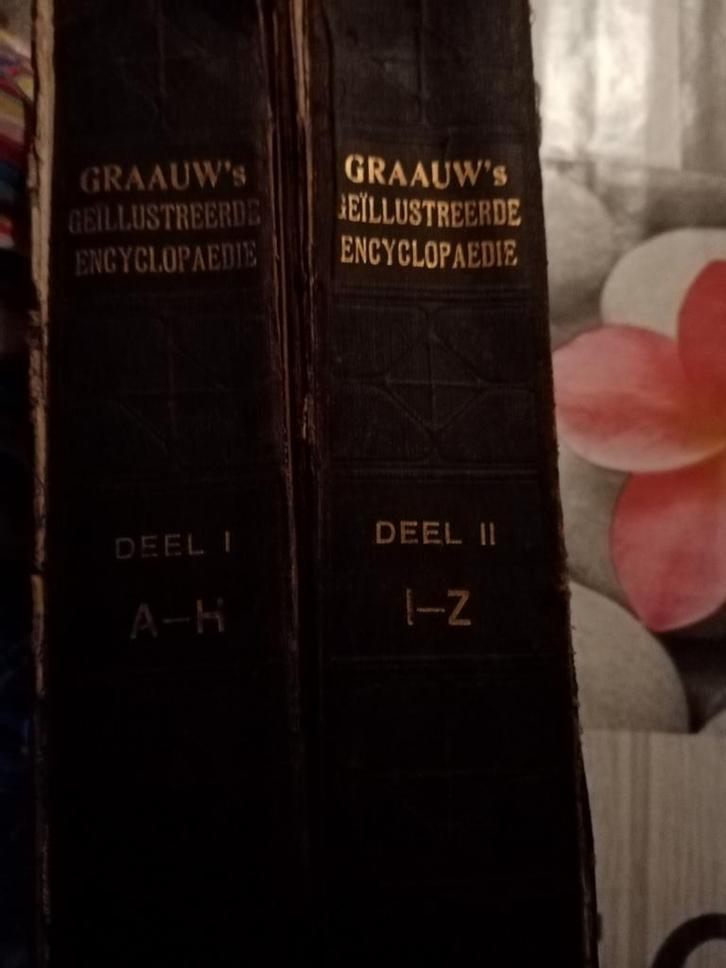 GRAAUW's
GEÏLLUSTREERDE
ENCYCLOPAEDIE
DEEL I
A-H
GRAAUW's
GEÏLLUSTREERDE
ENCYCLOPAEDIE
DEEL II
I-Z